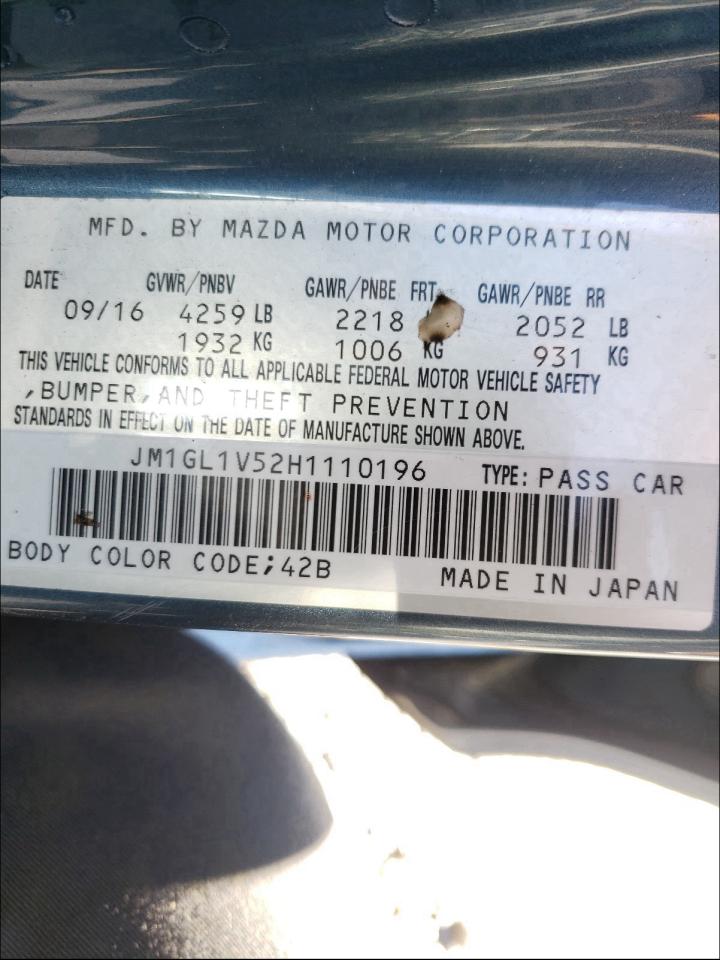 MFD. BY MAZDA MOTOR CORPORATION
DATE GVWR/PNBV GAWR/PNBE FRT GAWR/PNBE RR
09/16 4259 LB 2218 2052 LB
1932 KG 1006 KG 931 KG
THIS VEHICLE CONFORMS TO ALL APPLICABLE FEDERAL MOTOR VEHICLE SAFETY
,BUMPER,AND THEFT PREVENTION
STANDARDS IN EFFECT ON THE DATE OF MANUFACTURE SHOWN ABOVE.
JM1GL1V52H1110196 TYPE: PASS CAR
BODY COLOR CODE;42B MADE IN JAPAN